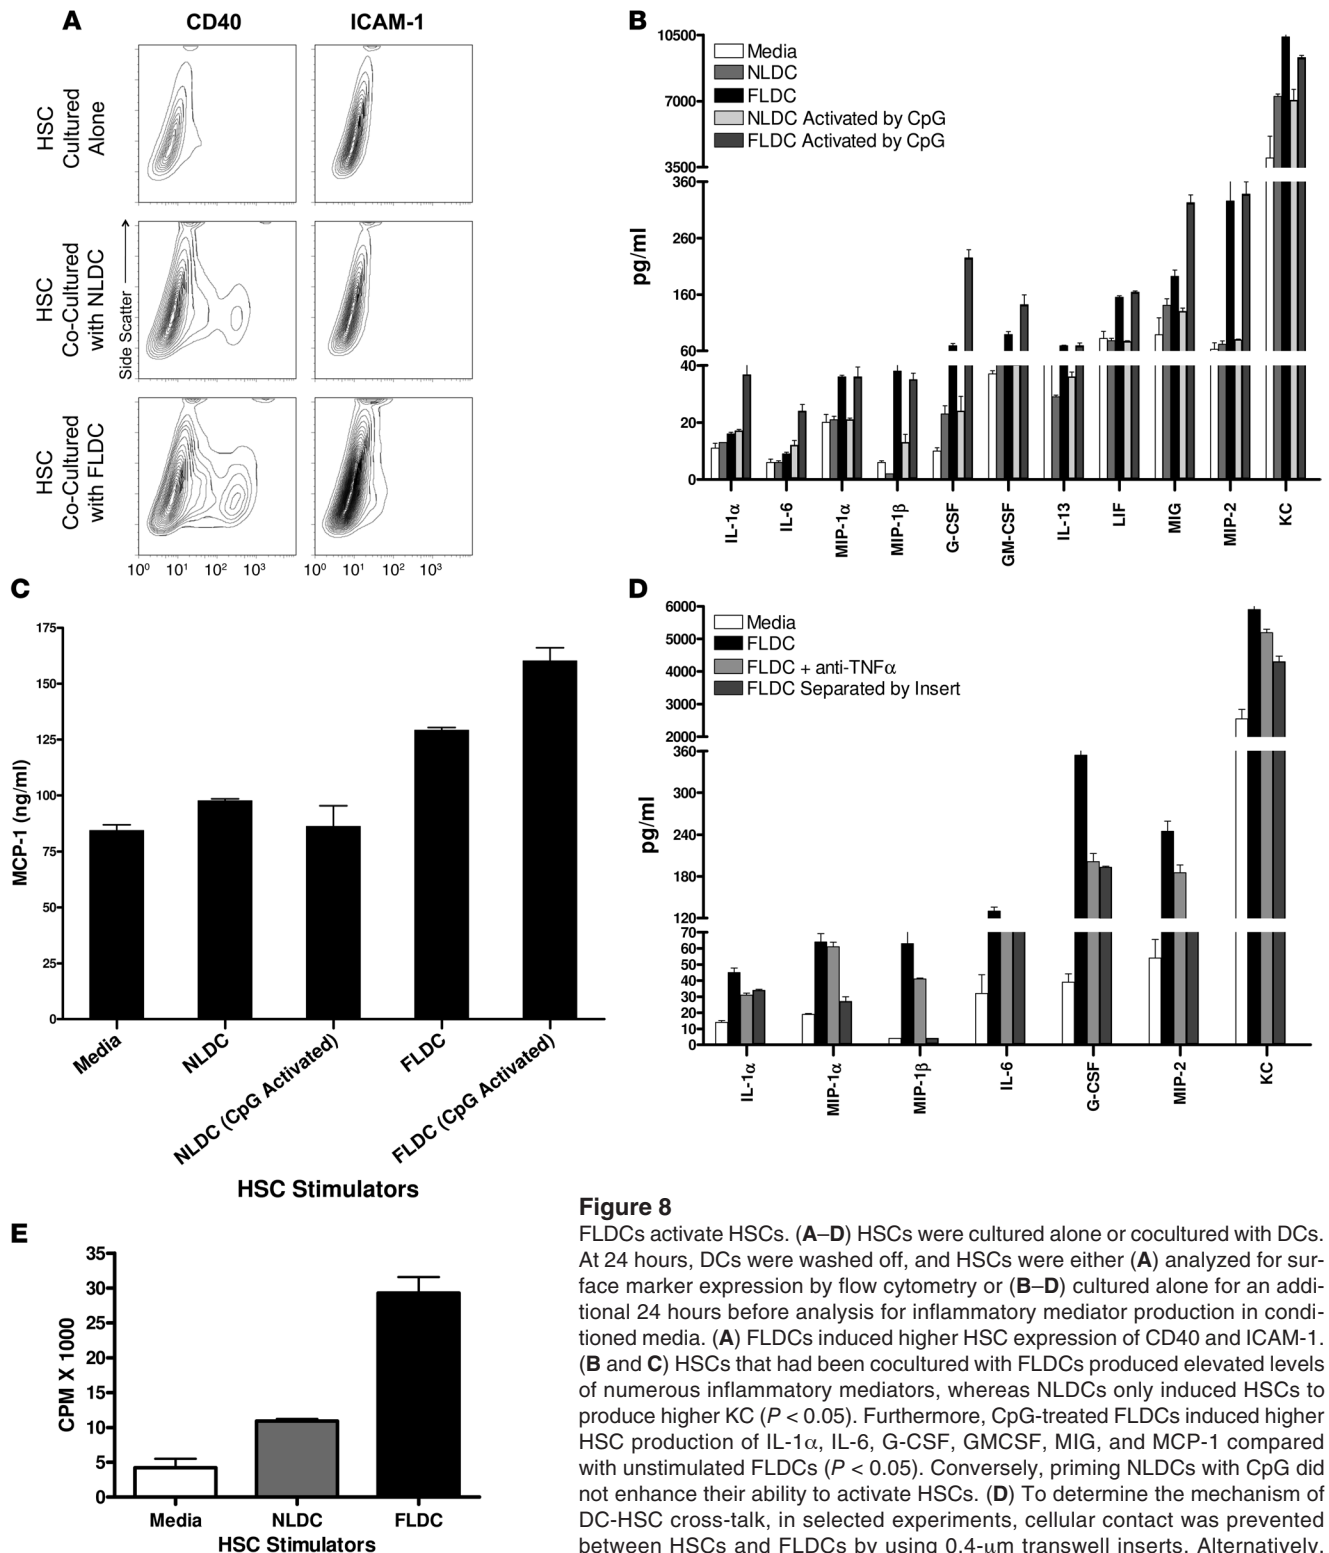 A
CD40
ICAM-1
HSC
Cultured
Alone
HSC
Co-Cultured
with NLDC
HSC
Co-Cultured
with FLDC
Side Scatter
10⁰ 10¹ 10² 10³
10⁰ 10¹ 10² 10³
B
Media
NLDC
FLDC
NLDC Activated by CpG
FLDC Activated by CpG
pg/ml
10500
7000
3500
360
260
160
60
40
20
0
IL-1α
IL-6
MIP-1α
MIP-1β
G-CSF
GM-CSF
IL-13
LIF
MIG
MIP-2
KC
C
MCP-1 (ng/ml)
175
150
125
100
75
50
25
0
Media
NLDC
NLDC (CpG Activated)
FLDC
FLDC (CpG Activated)
HSC Stimulators
D
Media
FLDC
FLDC + anti-TNFα
FLDC Separated by Insert
pg/ml
6000
5000
4000
3000
2000
360
300
240
180
120
70
60
50
40
30
20
10
0
IL-1α
MIP-1α
MIP-1β
IL-6
G-CSF
MIP-2
KC
E
CPM X 1000
35
30
25
20
15
10
5
0
Media
NLDC
FLDC
HSC Stimulators
Figure 8
FLDCs activate HSCs. (A–D) HSCs were cultured alone or cocultured with DCs.
At 24 hours, DCs were washed off, and HSCs were either (A) analyzed for sur-
face marker expression by flow cytometry or (B–D) cultured alone for an addi-
tional 24 hours before analysis for inflammatory mediator production in condi-
tioned media. (A) FLDCs induced higher HSC expression of CD40 and ICAM-1.
(B and C) HSCs that had been cocultured with FLDCs produced elevated levels
of numerous inflammatory mediators, whereas NLDCs only induced HSCs to
produce higher KC (P < 0.05). Furthermore, CpG-treated FLDCs induced higher
HSC production of IL-1α, IL-6, G-CSF, GMCSF, MIG, and MCP-1 compared
with unstimulated FLDCs (P < 0.05). Conversely, priming NLDCs with CpG did
not enhance their ability to activate HSCs. (D) To determine the mechanism of
DC-HSC cross-talk, in selected experiments, cellular contact was prevented
between HSCs and FLDCs by using 0.4-μm transwell inserts. Alternatively,